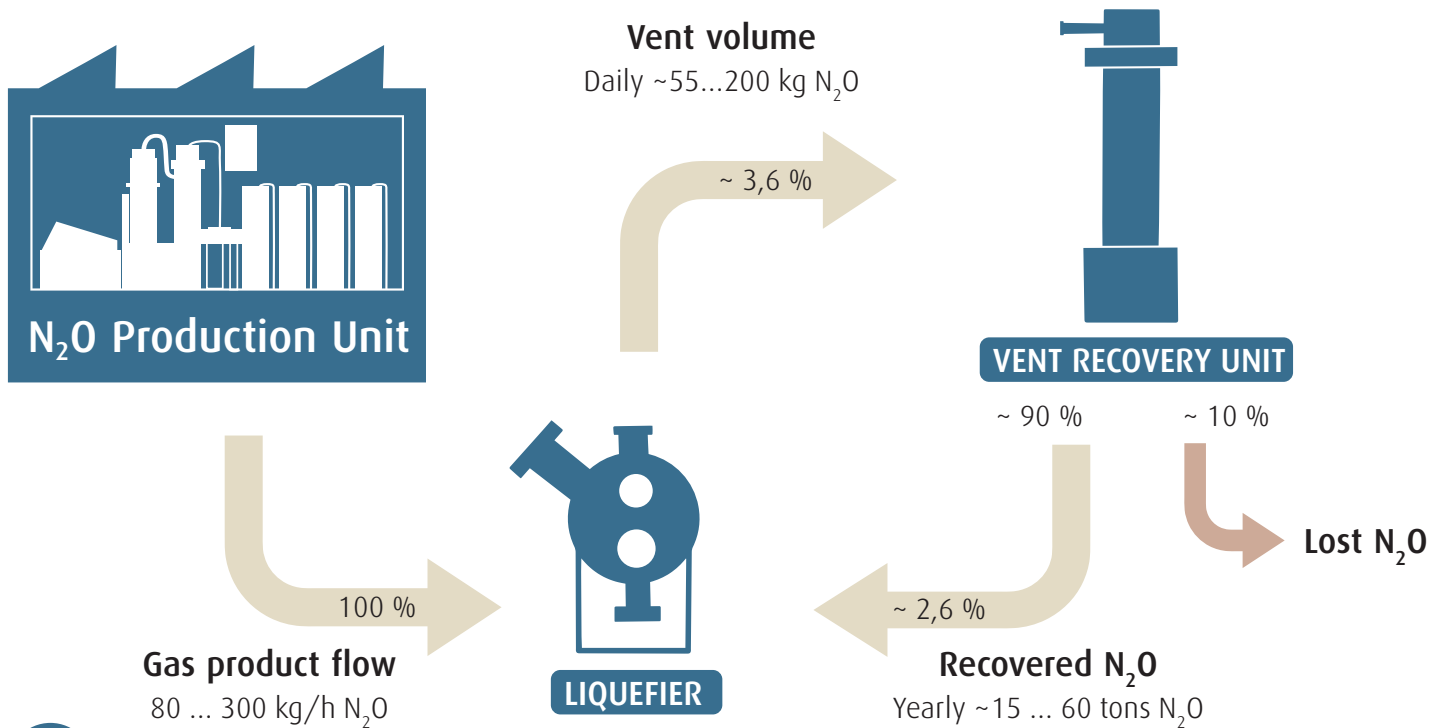 Vent volume
Daily ~55...200 kg N₂O
~ 3,6 %
N₂O Production Unit
VENT RECOVERY UNIT
~ 90 %
~ 10 %
Lost N₂O
100 %
~ 2,6 %
Gas product flow
80 ... 300 kg/h N₂O
LIQUEFIER
Recovered N₂O
Yearly ~15 ... 60 tons N₂O